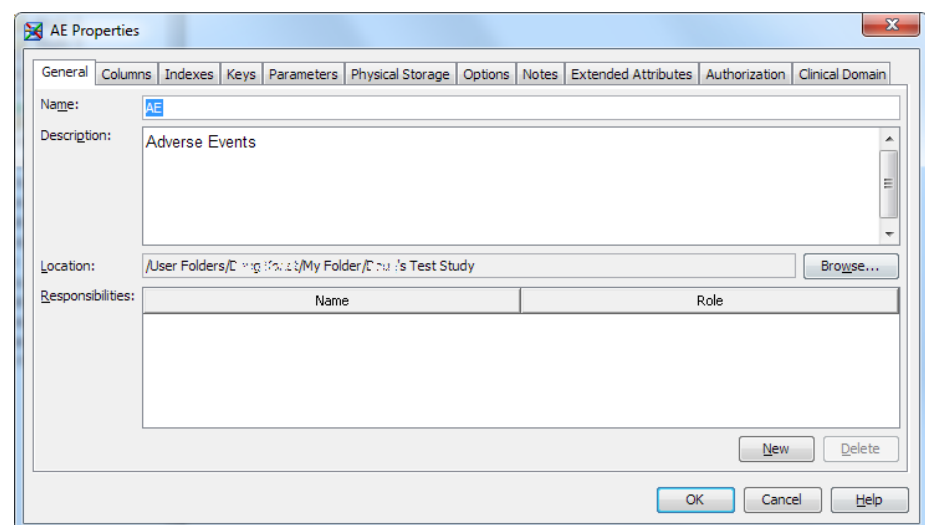 AE Properties
General Columns Indexes Keys Parameters Physical Storage Options Notes Extended Attributes Authorization Clinical Domain
Name: AE
Description: Adverse Events
Location: /User Folders/ /My Folder/ 's Test Study Browse...
Responsibilities: Name Role
New Delete
OK Cancel Help